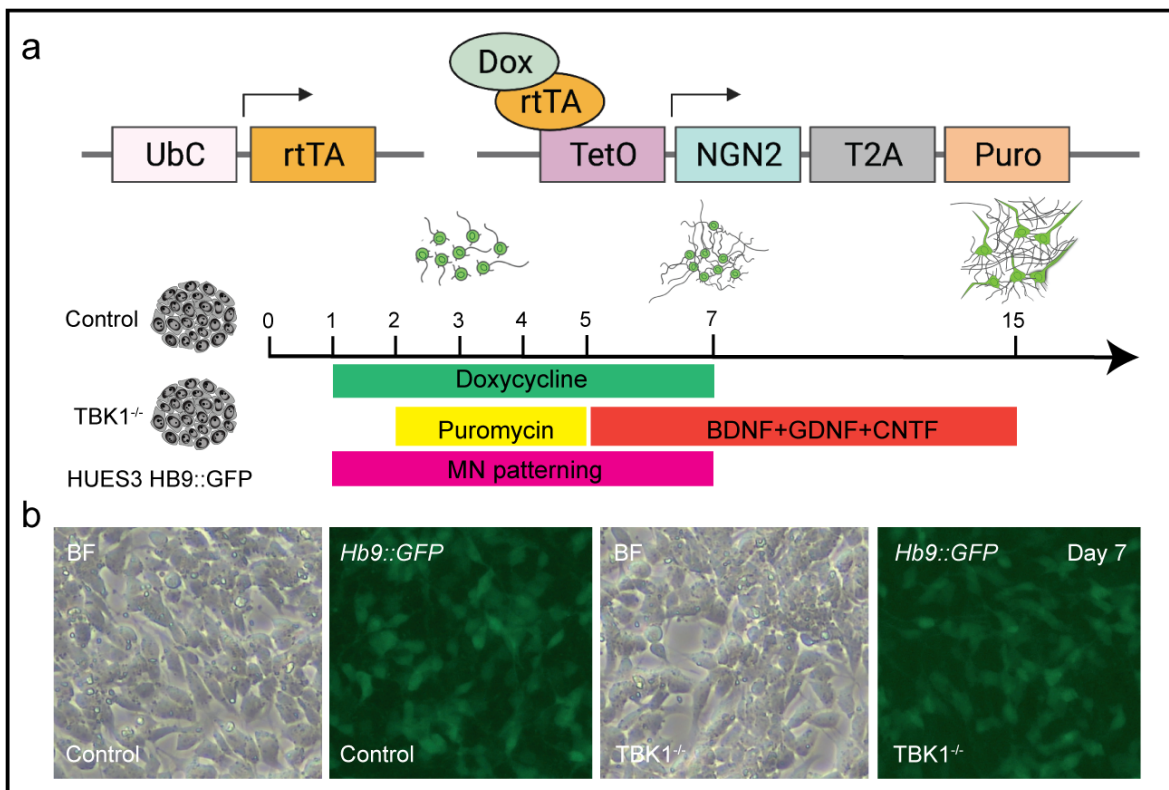 a
Dox
rtTA
UbC rtTA TetO NGN2 T2A Puro
Control
0 1 2 3 4 5 7 15
Doxycycline
TBK1⁻/⁻
Puromycin BDNF+GDNF+CNTF
HUES3 HB9::GFP
MN patterning
b
BF Hb9::GFP BF Hb9::GFP Day 7
Control Control TBK1⁻/⁻ TBK1⁻/⁻